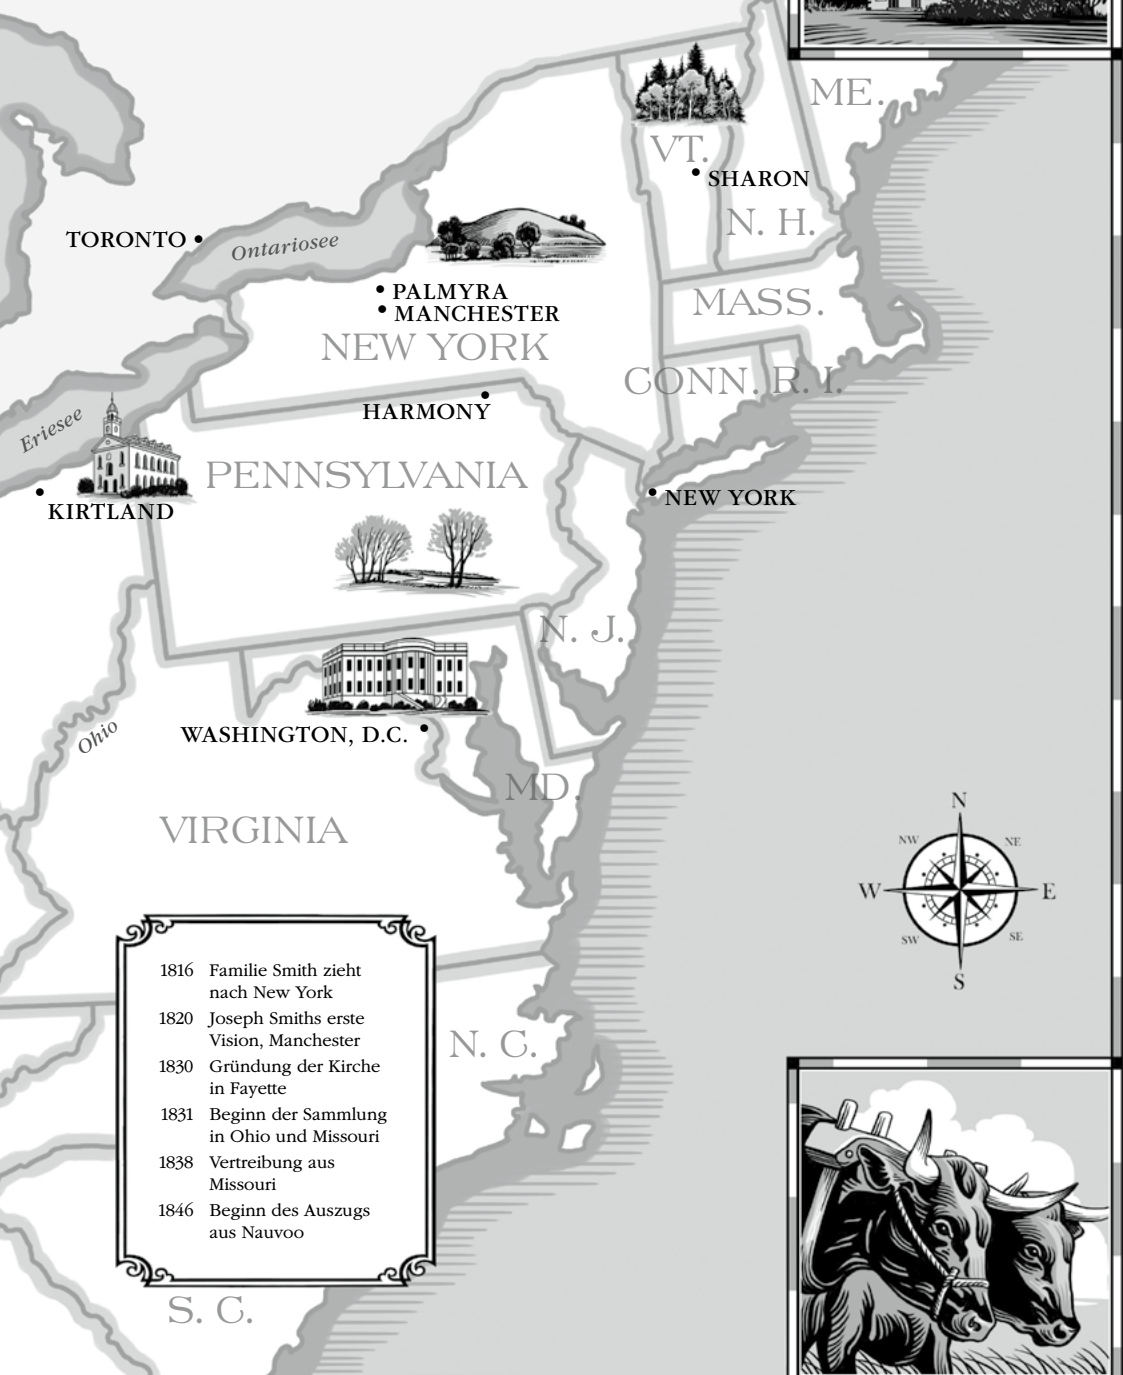 ME.
VT.
SHARON
N. H.
TORONTO
Ontariosee
PALMYRA
MANCHESTER
MASS.
NEW YORK
CONN.
R. I.
HARMONY
Eriesee
PENNSYLVANIA
KIRTLAND
NEW YORK
N. J.
WASHINGTON, D.C.
Ohio
MD.
VIRGINIA
N
NW
NE
W
E
SW
SE
S
1816 Familie Smith zieht
nach New York
1820 Joseph Smiths erste
Vision, Manchester
1830 Gründung der Kirche
in Fayette
1831 Beginn der Sammlung
in Ohio und Missouri
1838 Vertreibung aus
Missouri
1846 Beginn des Auszugs
aus Nauvoo
N. C.
S. C.